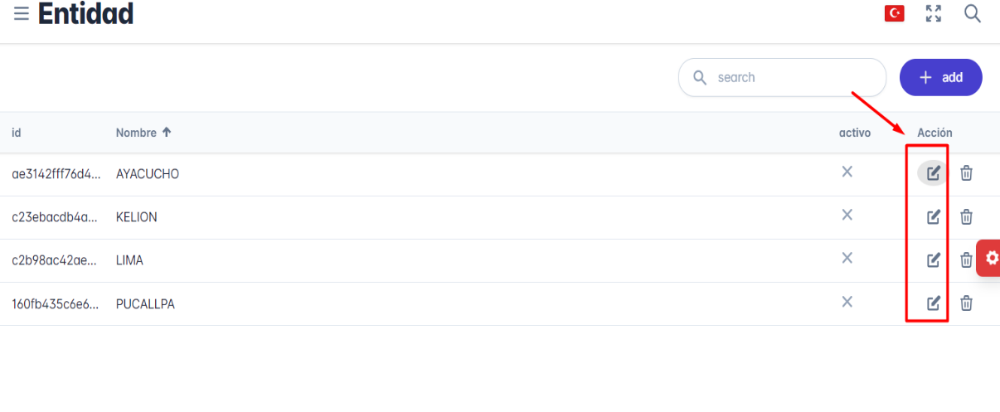 Entidad
search
add
id Nombre activo Acción
ae3142fff76d4... AYACUCHO
c23ebacdb4a... KELION
c2b98ac42ae... LIMA
160fb435c6e6... PUCALLPA